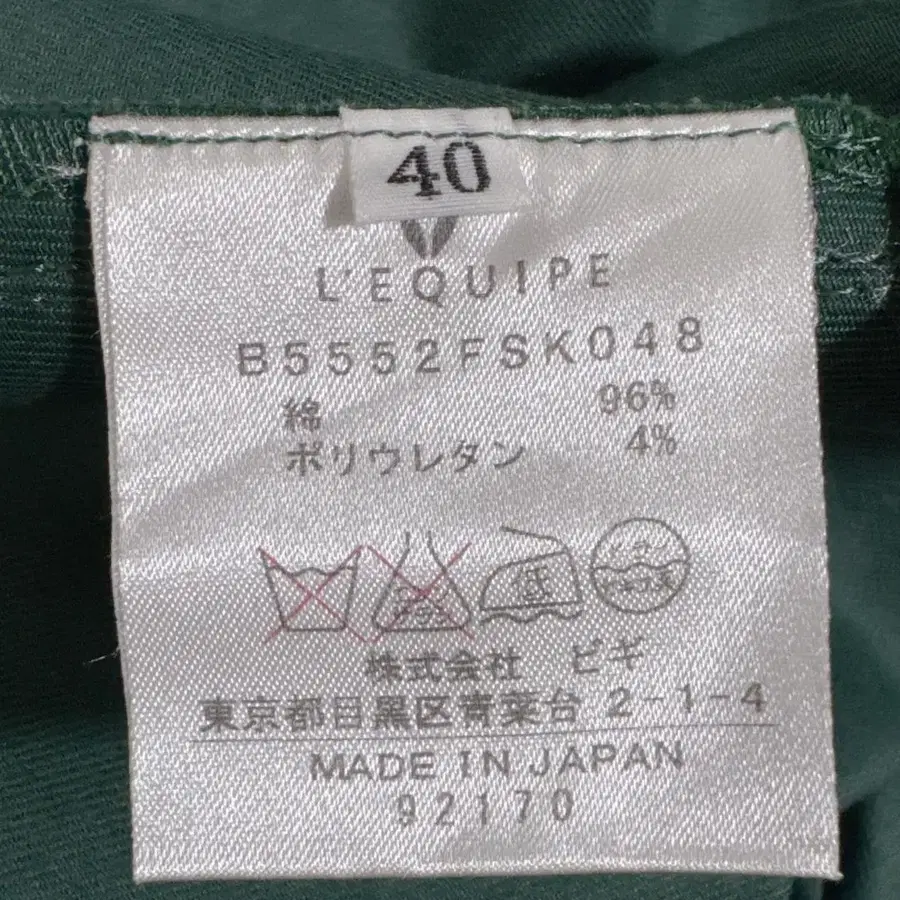 40
L'EQUIPE
B5552FSK048
綿 96%
ポリウレタン 4%
株式会社 ビギ
東京都目黒区青葉台 2-1-4
MADE IN JAPAN
92170